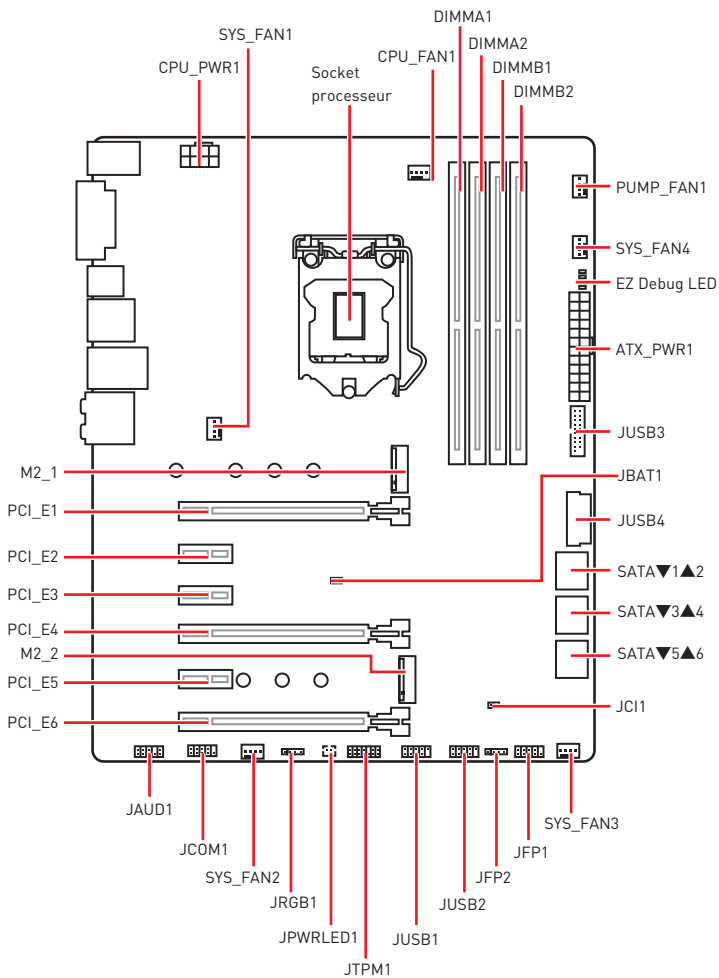 DIMMA1
SYS_FAN1
DIMMA2
CPU_FAN1
CPU_PWR1
DIMMB1
Socket
processeur
DIMMB2
PUMP_FAN1
SYS_FAN4
EZ Debug LED
ATX_PWR1
JUSB3
M2_1
JBAT1
PCI_E1
JUSB4
PCI_E2
SATA▼1▲2
PCI_E3
SATA▼3▲4
PCI_E4
M2_2
SATA▼5▲6
PCI_E5
JCI1
PCI_E6
JAUD1
SYS_FAN3
JCOM1
JFP1
SYS_FAN2
JFP2
JRGB1
JUSB2
JPWRLED1
JUSB1
JTPM1